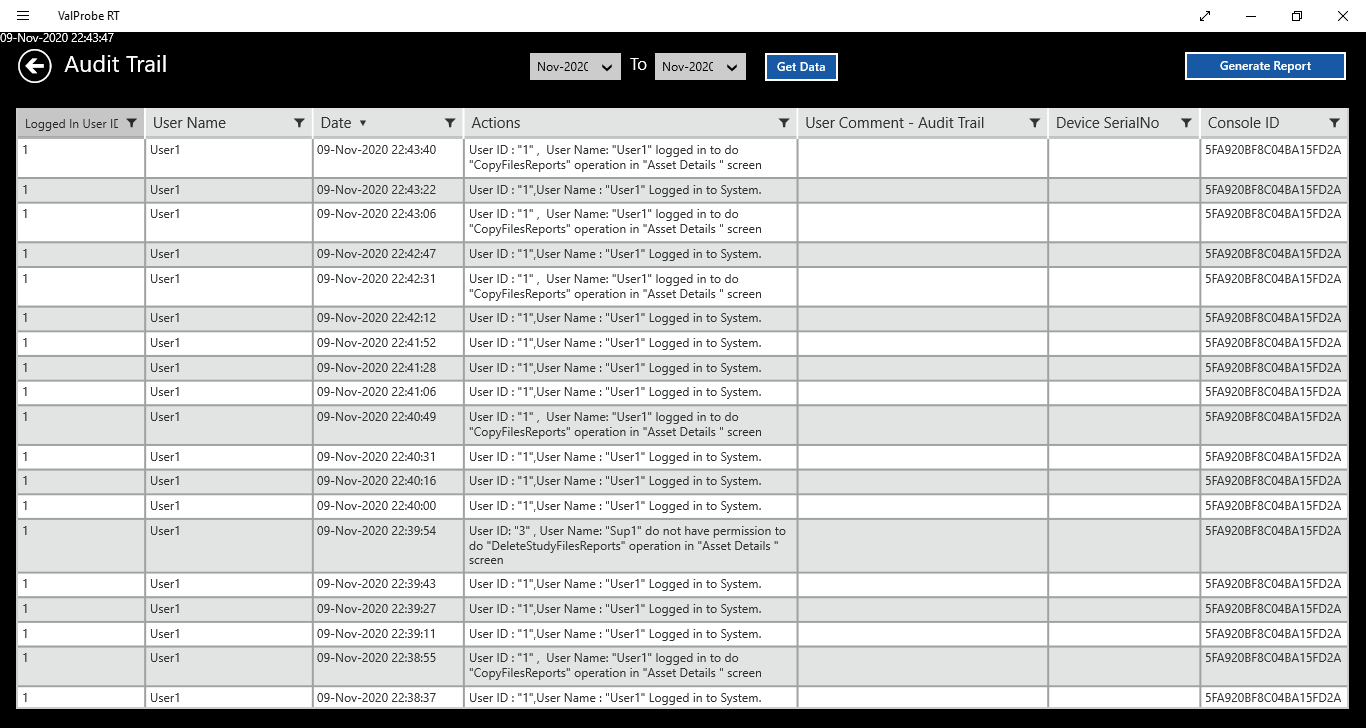 ValProbe RT
09-Nov-2020 22:43:47
Audit Trail
Nov-202 To Nov-202 Get Data Generate Report
Logged In User ID User Name Date Actions User Comment - Audit Trail Device SerialNo Console ID
1 User1 09-Nov-2020 22:43:40 User ID : "1" , User Name: "User1" logged in to do 5FA920BF8C04BA15FD2A
"CopyFilesReports" operation in "Asset Details " screen
1 User1 09-Nov-2020 22:43:22 User ID : "1",User Name : "User1" Logged in to System. 5FA920BF8C04BA15FD2A
1 User1 09-Nov-2020 22:43:06 User ID : "1" , User Name: "User1" logged in to do 5FA920BF8C04BA15FD2A
"CopyFilesReports" operation in "Asset Details " screen
1 User1 09-Nov-2020 22:42:47 User ID : "1",User Name : "User1" Logged in to System. 5FA920BF8C04BA15FD2A
1 User1 09-Nov-2020 22:42:31 User ID : "1" , User Name: "User1" logged in to do 5FA920BF8C04BA15FD2A
"CopyFilesReports" operation in "Asset Details " screen
1 User1 09-Nov-2020 22:42:12 User ID : "1",User Name : "User1" Logged in to System. 5FA920BF8C04BA15FD2A
1 User1 09-Nov-2020 22:41:52 User ID : "1",User Name : "User1" Logged in to System. 5FA920BF8C04BA15FD2A
1 User1 09-Nov-2020 22:41:28 User ID : "1",User Name : "User1" Logged in to System. 5FA920BF8C04BA15FD2A
1 User1 09-Nov-2020 22:41:06 User ID : "1",User Name : "User1" Logged in to System. 5FA920BF8C04BA15FD2A
1 User1 09-Nov-2020 22:40:49 User ID : "1" , User Name: "User1" logged in to do 5FA920BF8C04BA15FD2A
"CopyFilesReports" operation in "Asset Details " screen
1 User1 09-Nov-2020 22:40:31 User ID : "1",User Name : "User1" Logged in to System. 5FA920BF8C04BA15FD2A
1 User1 09-Nov-2020 22:40:16 User ID : "1",User Name : "User1" Logged in to System. 5FA920BF8C04BA15FD2A
1 User1 09-Nov-2020 22:40:00 User ID : "1",User Name : "User1" Logged in to System. 5FA920BF8C04BA15FD2A
1 User1 09-Nov-2020 22:39:54 User ID: "3" , User Name: "Sup1" do not have permission to 5FA920BF8C04BA15FD2A
do "DeleteStudyFilesReports" operation in "Asset Details "
screen
1 User1 09-Nov-2020 22:39:43 User ID : "1",User Name : "User1" Logged in to System. 5FA920BF8C04BA15FD2A
1 User1 09-Nov-2020 22:39:27 User ID : "1",User Name : "User1" Logged in to System. 5FA920BF8C04BA15FD2A
1 User1 09-Nov-2020 22:39:11 User ID : "1",User Name : "User1" Logged in to System. 5FA920BF8C04BA15FD2A
1 User1 09-Nov-2020 22:38:55 User ID : "1" , User Name: "User1" logged in to do 5FA920BF8C04BA15FD2A
"CopyFilesReports" operation in "Asset Details " screen
1 User1 09-Nov-2020 22:38:37 User ID : "1",User Name : "User1" Logged in to System. 5FA920BF8C04BA15FD2A